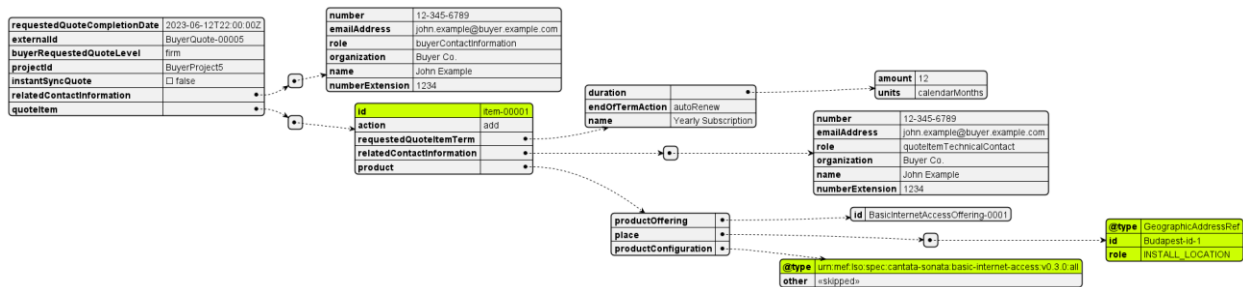 requestedQuoteCompletionDate 2023-06-12T22:00:00Z
externalId BuyerQuote-00005
buyerRequestedQuoteLevel firm
projectId BuyerProject5
instantSyncQuote ☐ false
relatedContactInformation
quoteItem
number 12-345-6789
emailAddress john.example@buyer.example.com
role buyerContactInformation
organization Buyer Co.
name John Example
numberExtension 1234
id item-00001
action add
requestedQuoteItemTerm
relatedContactInformation
product
duration
endOfTermAction autoRenew
name Yearly Subscription
amount 12
units calendarMonths
number 12-345-6789
emailAddress john.example@buyer.example.com
role quoteItemTechnicalContact
organization Buyer Co.
name John Example
numberExtension 1234
productOffering
place
productConfiguration
id BasicInternetAccessOffering-0001
@type GeographicAddressRef
id Budapest-id-1
role INSTALL_LOCATION
@type urn:mef:lso:spec:cantata-sonata:basic-internet-access:v0.3.0:all
other «skipped»